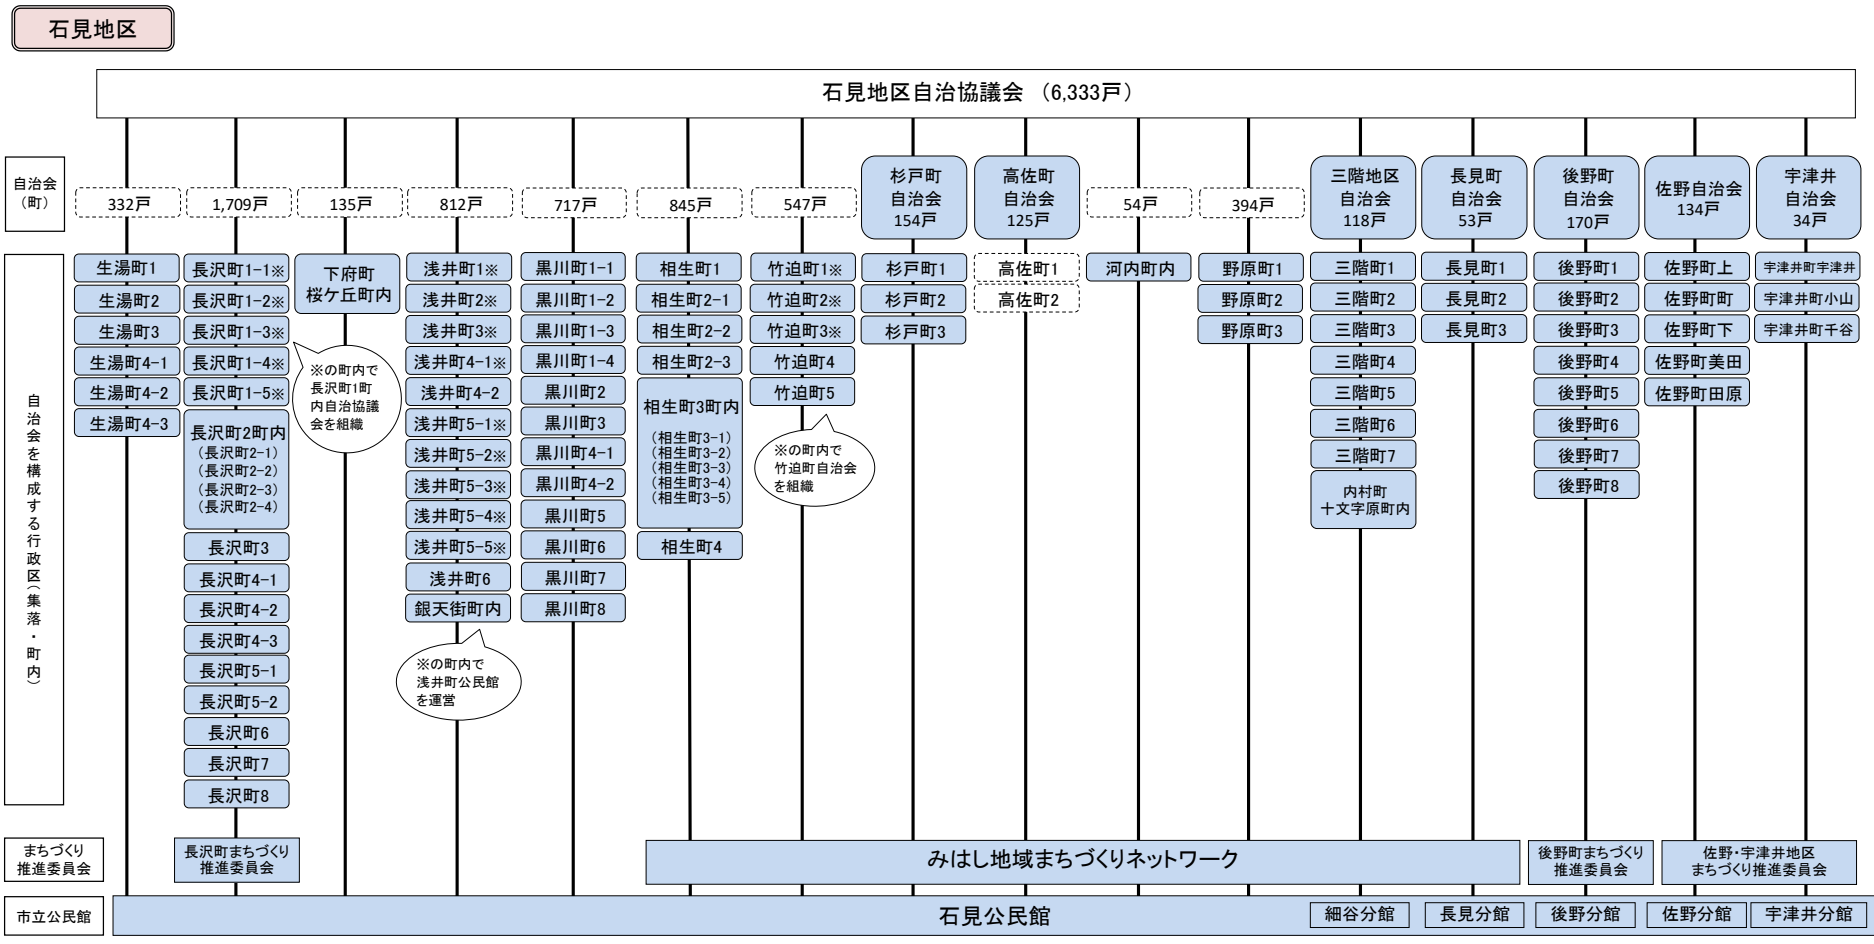 石見地区
石見地区自治協議会 （6,333戸）
自治会
（町）
332戸
1,709戸
135戸
812戸
717戸
845戸
547戸
杉戸町
自治会
154戸
高佐町
自治会
125戸
54戸
394戸
三階地区
自治会
118戸
長見町
自治会
53戸
後野町
自治会
170戸
佐野自治会
134戸
宇津井
自治会
34戸
自治会を構成する行政区（集落・町内）
生湯町1
生湯町2
生湯町3
生湯町4-1
生湯町4-2
生湯町4-3
長沢町1-1※
長沢町1-2※
長沢町1-3※
長沢町1-4※
長沢町1-5※
長沢町2町内
（長沢町2-1）
（長沢町2-2）
（長沢町2-3）
（長沢町2-4）
長沢町3
長沢町4-1
長沢町4-2
長沢町4-3
長沢町5-1
長沢町5-2
長沢町6
長沢町7
長沢町8
下府町
桜ケ丘町内
※の町内で
長沢町1町
内自治協議
会を組織
浅井町1※
浅井町2※
浅井町3※
浅井町4-1※
浅井町4-2
浅井町5-1※
浅井町5-2※
浅井町5-3※
浅井町5-4※
浅井町5-5※
浅井町6
銀天街町内
※の町内で
浅井町公民館
を運営
黒川町1-1
黒川町1-2
黒川町1-3
黒川町1-4
黒川町2
黒川町3
黒川町4-1
黒川町4-2
黒川町5
黒川町6
黒川町7
黒川町8
相生町1
相生町2-1
相生町2-2
相生町2-3
相生町3町内
（相生町3-1）
（相生町3-2）
（相生町3-3）
（相生町3-4）
（相生町3-5）
相生町4
竹迫町1※
竹迫町2※
竹迫町3※
竹迫町4
竹迫町5
※の町内で
竹迫町自治会
を組織
杉戸町1
杉戸町2
杉戸町3
高佐町1
高佐町2
河内町内
野原町1
野原町2
野原町3
三階町1
三階町2
三階町3
三階町4
三階町5
三階町6
三階町7
内村町
十文字原町内
長見町1
長見町2
長見町3
後野町1
後野町2
後野町3
後野町4
後野町5
後野町6
後野町7
後野町8
佐野町上
佐野町町
佐野町下
佐野町美田
佐野町田原
宇津井町宇津井
宇津井町小山
宇津井町千谷
まちづくり
推進委員会
長沢町まちづくり
推進委員会
みはし地域まちづくりネットワーク
後野町まちづくり
推進委員会
佐野・宇津井地区
まちづくり推進委員会
市立公民館
石見公民館
細谷分館
長見分館
後野分館
佐野分館
宇津井分館